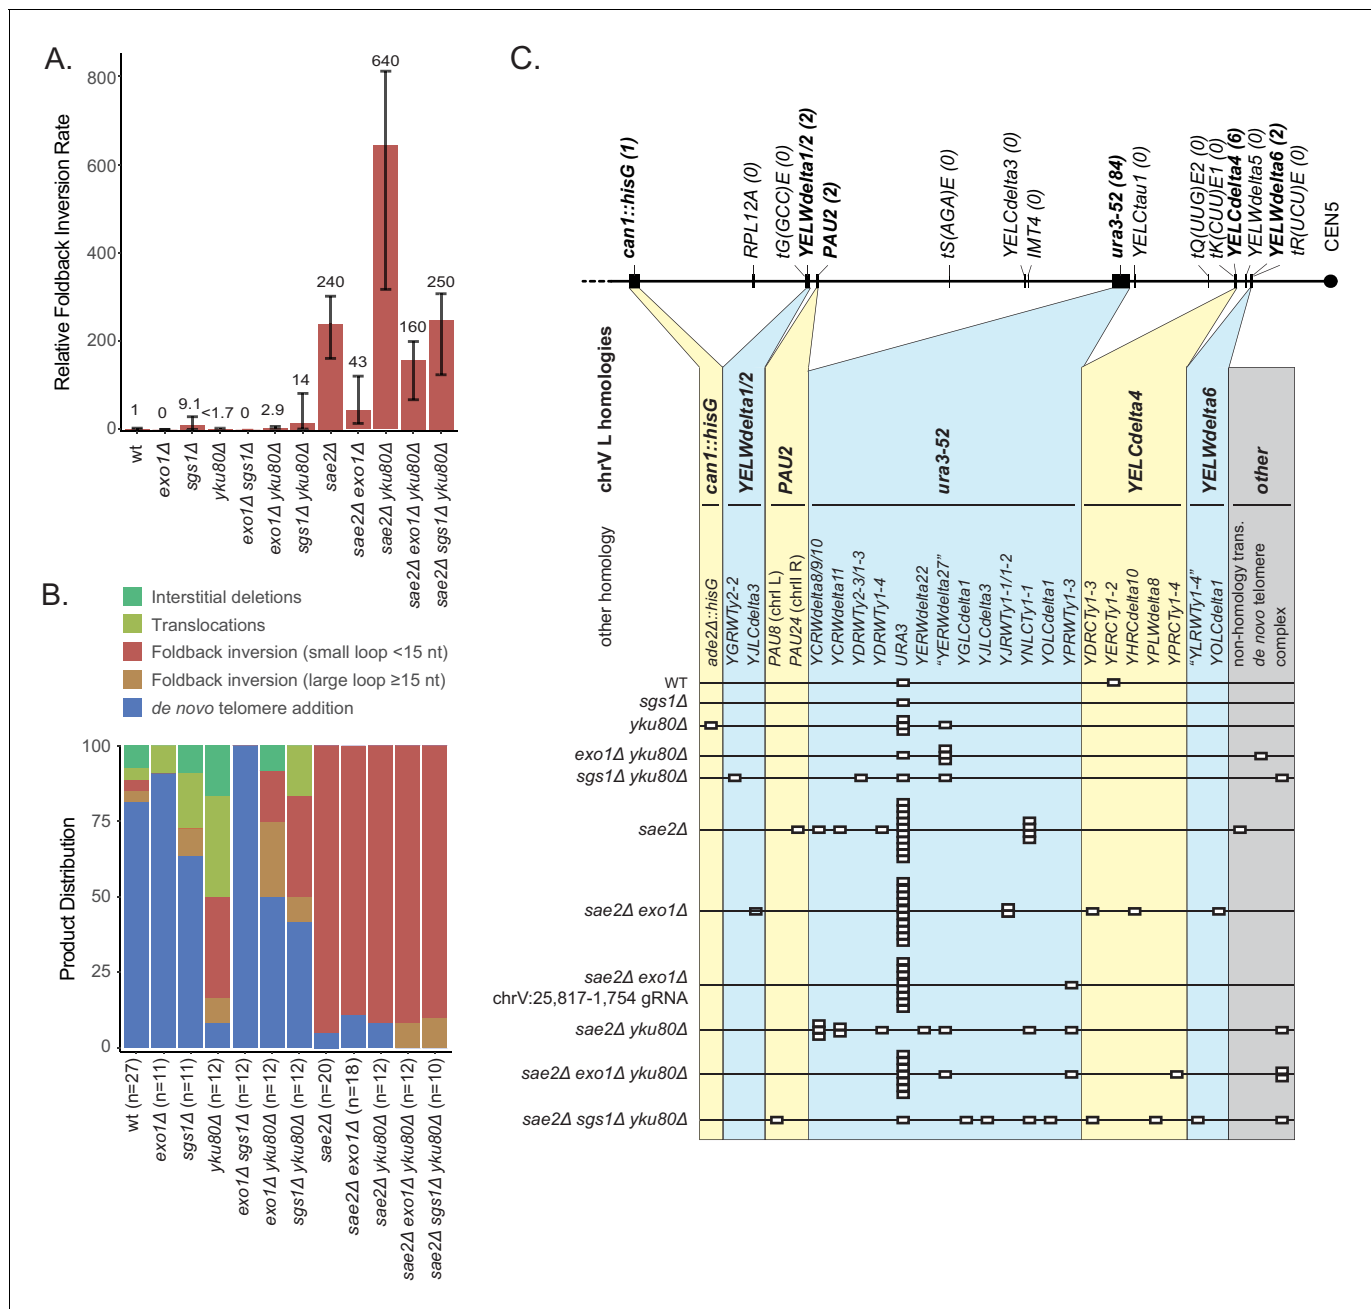 A.
Relative Foldback Inversion Rate
800
600
400
200
0
1
0
9.1
<1.7
0
2.9
14
240
43
640
160
250
wt
exo1Δ
sgs1Δ
yku80Δ
exo1Δ sgs1Δ
exo1Δ yku80Δ
sgs1Δ yku80Δ
sae2Δ
sae2Δ exo1Δ
sae2Δ yku80Δ
sae2Δ exo1Δ yku80Δ
sae2Δ sgs1Δ yku80Δ
B.
Interstitial deletions
Translocations
Foldback inversion (small loop <15 nt)
Foldback inversion (large loop ≥15 nt)
de novo telomere addition
Product Distribution
100
75
50
25
0
wt (n=27)
exo1Δ (n=11)
sgs1Δ (n=11)
yku80Δ (n=12)
exo1Δ sgs1Δ (n=12)
exo1Δ yku80Δ (n=12)
sgs1Δ yku80Δ (n=12)
sae2Δ (n=20)
sae2Δ exo1Δ (n=18)
sae2Δ yku80Δ (n=12)
sae2Δ exo1Δ yku80Δ (n=12)
sae2Δ sgs1Δ yku80Δ (n=10)
C.
can1::hisG (1)
RPL12A (0)
tG(GCC)E (0)
YELWdelta1/2 (2)
PAU2 (2)
tS(AGA)E (0)
YELCdelta3 (0)
IMT4 (0)
ura3-52 (84)
YELCtau1 (0)
tQ(UUG)E2 (0)
tK(CUU)E1 (0)
YELCdelta4 (6)
YELWdelta5 (0)
YELWdelta6 (2)
tR(UCU)E (0)
CEN5
chrV L homologies
can1::hisG
YELWdelta1/2
PAU2
ura3-52
YELCdelta4
YELWdelta6
other
other homology
ade2Δ::hisG
YGRWTy2-2
YJLCdelta3
PAU8 (chrI L)
PAU24 (chrII R)
YCRWdelta8/9/10
YCRWdelta11
YDRWTy2-3/1-3
YDRWTy1-4
URA3
YERWdelta22
"YERWdelta27"
YGLCdelta1
YJLCdelta3
YJRWTy1-1/1-2
YNLCTy1-1
YOLCdelta1
YPRWTy1-3
YDRCTy1-3
YERCTy1-2
YHRCdelta10
YPLWdelta8
YPRCTy1-4
"YLRWTy1-4"
YOLCdelta1
non-homology trans.
de novo telomere
complex
WT
sgs1Δ
yku80Δ
exo1Δ yku80Δ
sgs1Δ yku80Δ
sae2Δ
sae2Δ exo1Δ
sae2Δ exo1Δ
chrV:25,817-1,754 gRNA
sae2Δ yku80Δ
sae2Δ exo1Δ yku80Δ
sae2Δ sgs1Δ yku80Δ